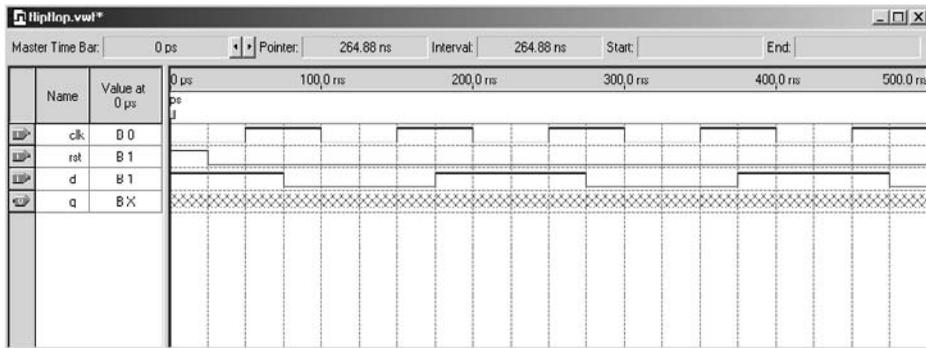 flipflop.vwf*
Master Time Bar: 0 ps Pointer: 264.88 ns Interval: 264.88 ns Start: End:
Name Value at 0 ps
0 ps 100.0 ns 200.0 ns 300.0 ns 400.0 ns 500.0 ns
ps
clk B 0
rst B 1
d B 1
q B X